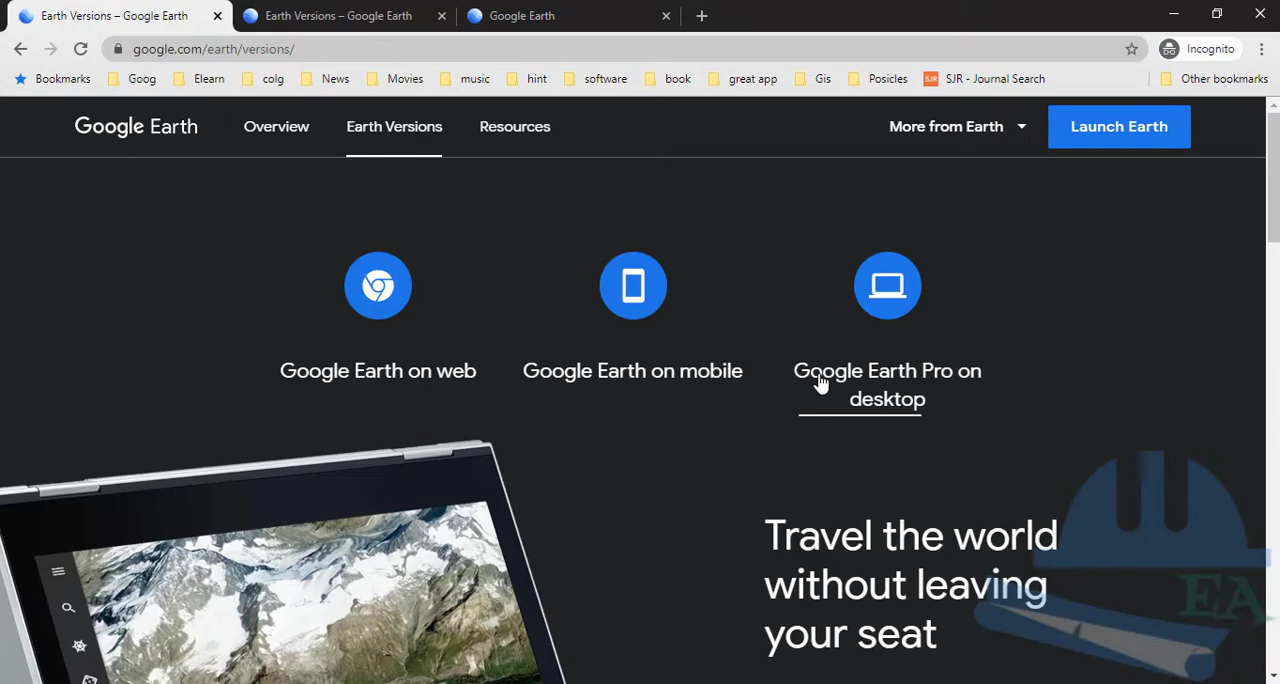 Earth Versions – Google Earth
Earth Versions – Google Earth
Google Earth
google.com/earth/versions/
Incognito
Bookmarks Goog Elearn colg News Movies music hint software book great app Gis Posicles SJR SJR - Journal Search Other bookmarks
Google Earth Overview Earth Versions Resources More from Earth Launch Earth
Google Earth on web
Google Earth on mobile
Google Earth Pro on
desktop
Travel the world
without leaving
your seat
EA